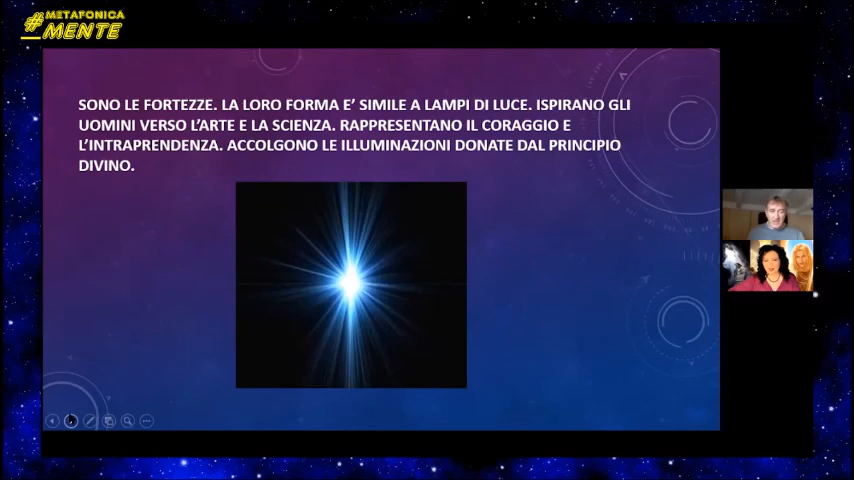 #METAFONICA
MENTE
SONO LE FORTEZZE. LA LORO FORMA E' SIMILE A LAMPI DI LUCE. ISPIRANO GLI
UOMINI VERSO L'ARTE E LA SCIENZA. RAPPRESENTANO IL CORAGGIO E
L'INTRAPRENDENZA. ACCOLGONO LE ILLUMINAZIONI DONATE DAL PRINCIPIO
DIVINO.